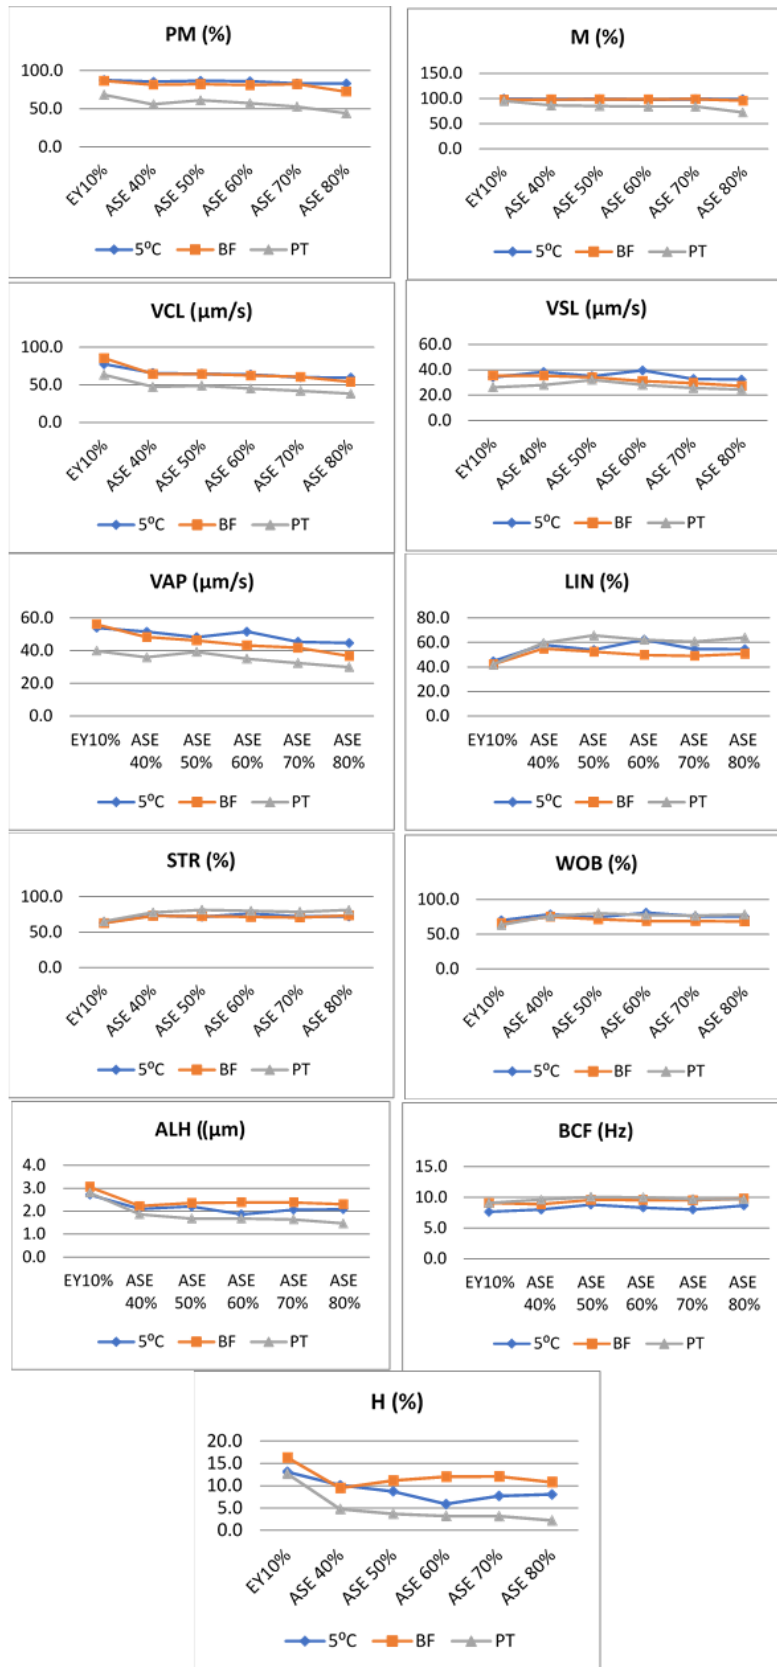 PM (%)
100.0
50.0
0.0
EY10%
ASE 40%
ASE 50%
ASE 60%
ASE 70%
ASE 80%
5⁰C BF PT
M (%)
150.0
100.0
50.0
0.0
EY10%
ASE 40%
ASE 50%
ASE 60%
ASE 70%
ASE 80%
5⁰C BF PT
VCL (µm/s)
100.0
50.0
0.0
EY10%
ASE 40%
ASE 50%
ASE 60%
ASE 70%
ASE 80%
5⁰C BF PT
VSL (µm/s)
60.0
40.0
20.0
0.0
EY10%
ASE 40%
ASE 50%
ASE 60%
ASE 70%
ASE 80%
5⁰C BF PT
VAP (µm/s)
60.0
40.0
20.0
0.0
EY10% ASE ASE ASE ASE ASE
40% 50% 60% 70% 80%
5⁰C BF PT
LIN (%)
80.0
60.0
40.0
20.0
0.0
EY10% ASE ASE ASE ASE ASE
40% 50% 60% 70% 80%
5⁰C BF PT
STR (%)
100.0
50.0
0.0
EY10%
ASE 40%
ASE 50%
ASE 60%
ASE 70%
ASE 80%
5⁰C BF PT
WOB (%)
100.0
50.0
0.0
EY10%
ASE 40%
ASE 50%
ASE 60%
ASE 70%
ASE 80%
5⁰C BF PT
ALH ((µm)
4.0
3.0
2.0
1.0
0.0
EY10% ASE ASE ASE ASE ASE
40% 50% 60% 70% 80%
5⁰C BF PT
BCF (Hz)
15.0
10.0
5.0
0.0
EY10% ASE ASE ASE ASE ASE
40% 50% 60% 70% 80%
5⁰C BF PT
H (%)
20.0
15.0
10.0
5.0
0.0
EY10%
ASE 40%
ASE 50%
ASE 60%
ASE 70%
ASE 80%
5⁰C BF PT